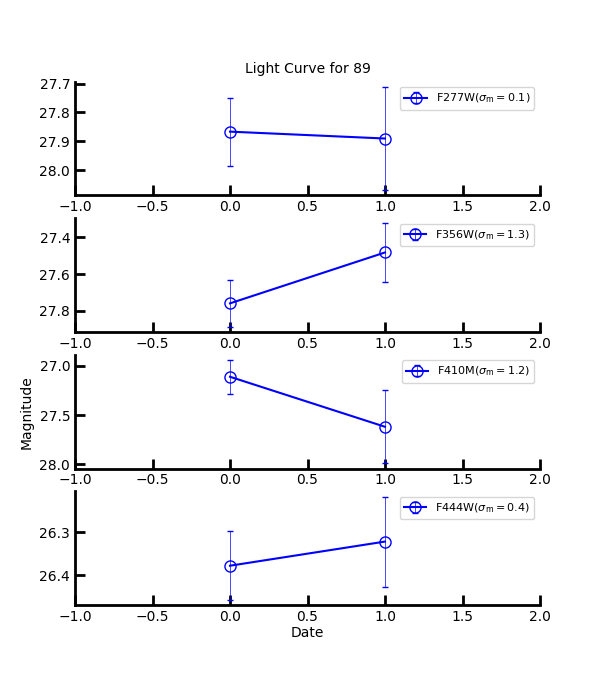 Light Curve for 89
27.7
27.8
27.9
28.0
F277W(σm = 0.1)
−1.0 −0.5 0.0 0.5 1.0 1.5 2.0
27.4
27.6
27.8
F356W(σm = 1.3)
−1.0 −0.5 0.0 0.5 1.0 1.5 2.0
27.0
27.5
28.0
F410M(σm = 1.2)
−1.0 −0.5 0.0 0.5 1.0 1.5 2.0
Magnitude
26.3
26.4
F444W(σm = 0.4)
−1.0 −0.5 0.0 0.5 1.0 1.5 2.0
Date